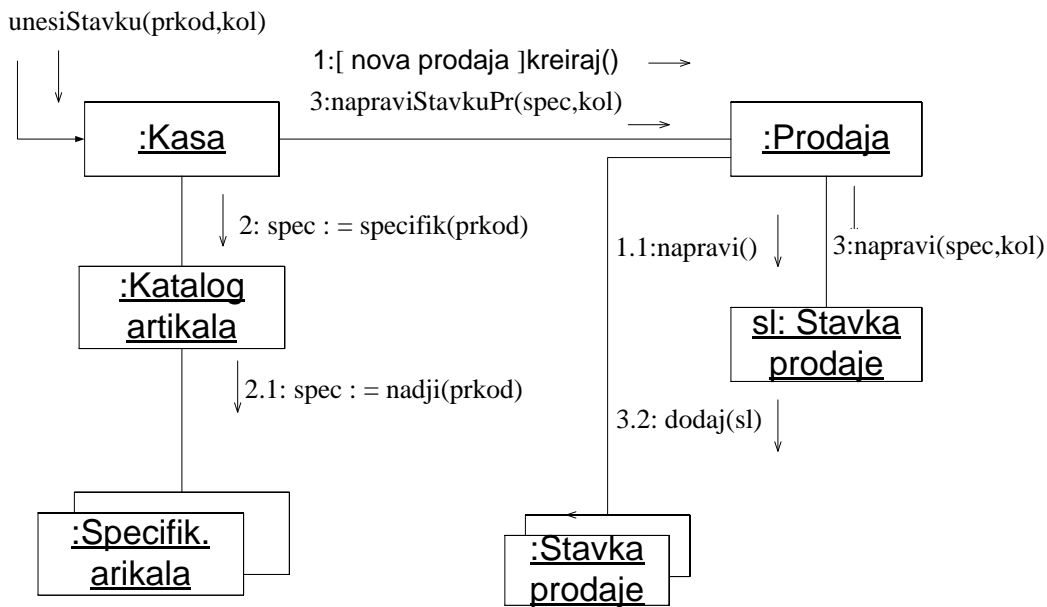 unesiStavku(prkod,kol)
1:[ nova prodaja ]kreiraj()
3:napraviStavkuPr(spec,kol)
:Kasa
:Prodaja
2: spec : = specifik(prkod)
1.1:napravi()
3:napravi(spec,kol)
:Katalog
artikala
sl: Stavka
prodaje
2.1: spec : = nadji(prkod)
3.2: dodaj(sl)
:Specifik.
arikala
:Stavka
prodaje